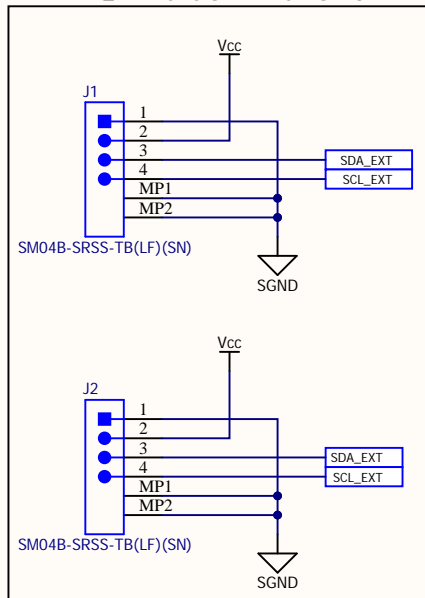 Vcc
J1
1
2
3
SDA_EXT
4
SCL_EXT
MP1
MP2
SM04B-SRSS-TB(LF)(SN)
SGND
Vcc
J2
1
2
3
SDA_EXT
4
SCL_EXT
MP1
MP2
SM04B-SRSS-TB(LF)(SN)
SGND